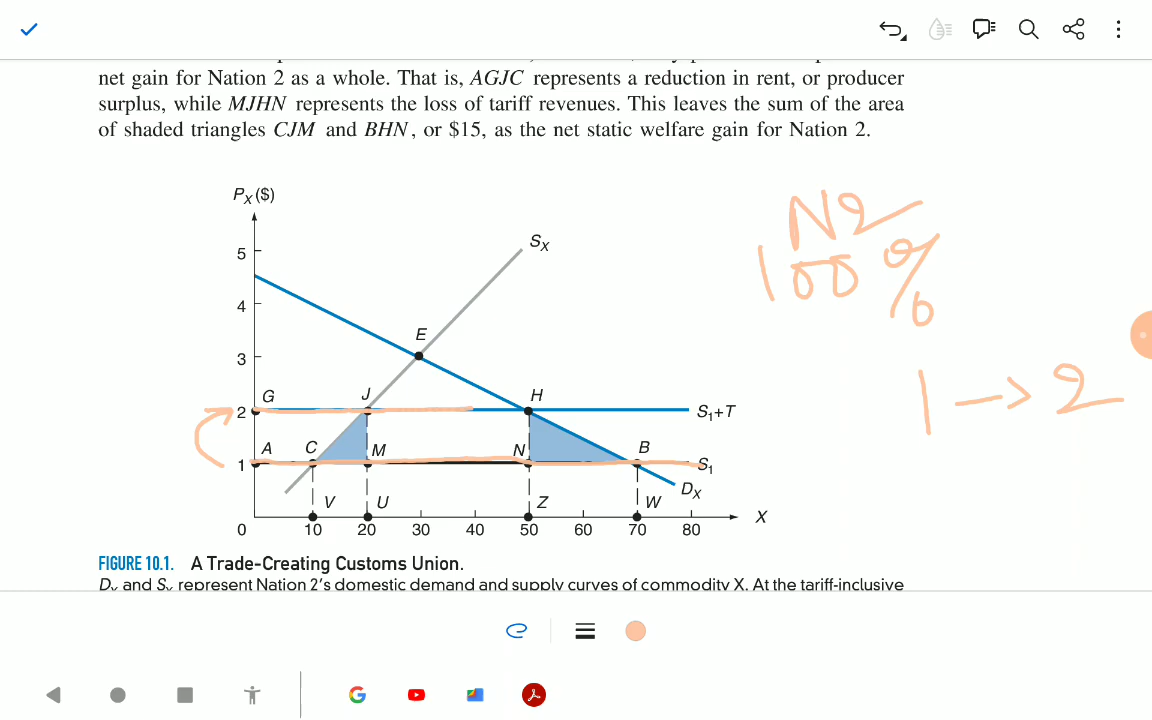 net gain for Nation 2 as a whole. That is, AGJC represents a reduction in rent, or producer
surplus, while MJHN represents the loss of tariff revenues. This leaves the sum of the area
of shaded triangles CJM and BHN, or $15, as the net static welfare gain for Nation 2.
PX ($)
N2
100%
1 → 2
5
SX
4
E
3
G
J
H
2
S1+T
A
C
M
N
B
1
S1
DX
V
U
Z
W
X
0
10
20
30
40
50
60
70
80
FIGURE 10.1. A Trade-Creating Customs Union.
DX and SX represent Nation 2's domestic demand and supply curves of commodity X. At the tariff-inclusive